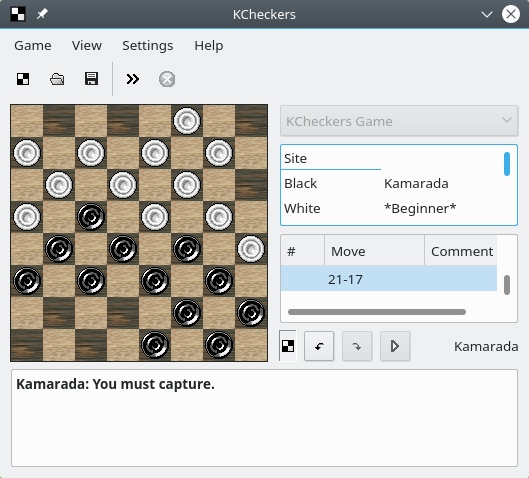 KCheckers
Game View Settings Help
KCheckers Game
Site
Black Kamarada
White *Beginner*
# Move Comment
21-17
Kamarada
Kamarada: You must capture.